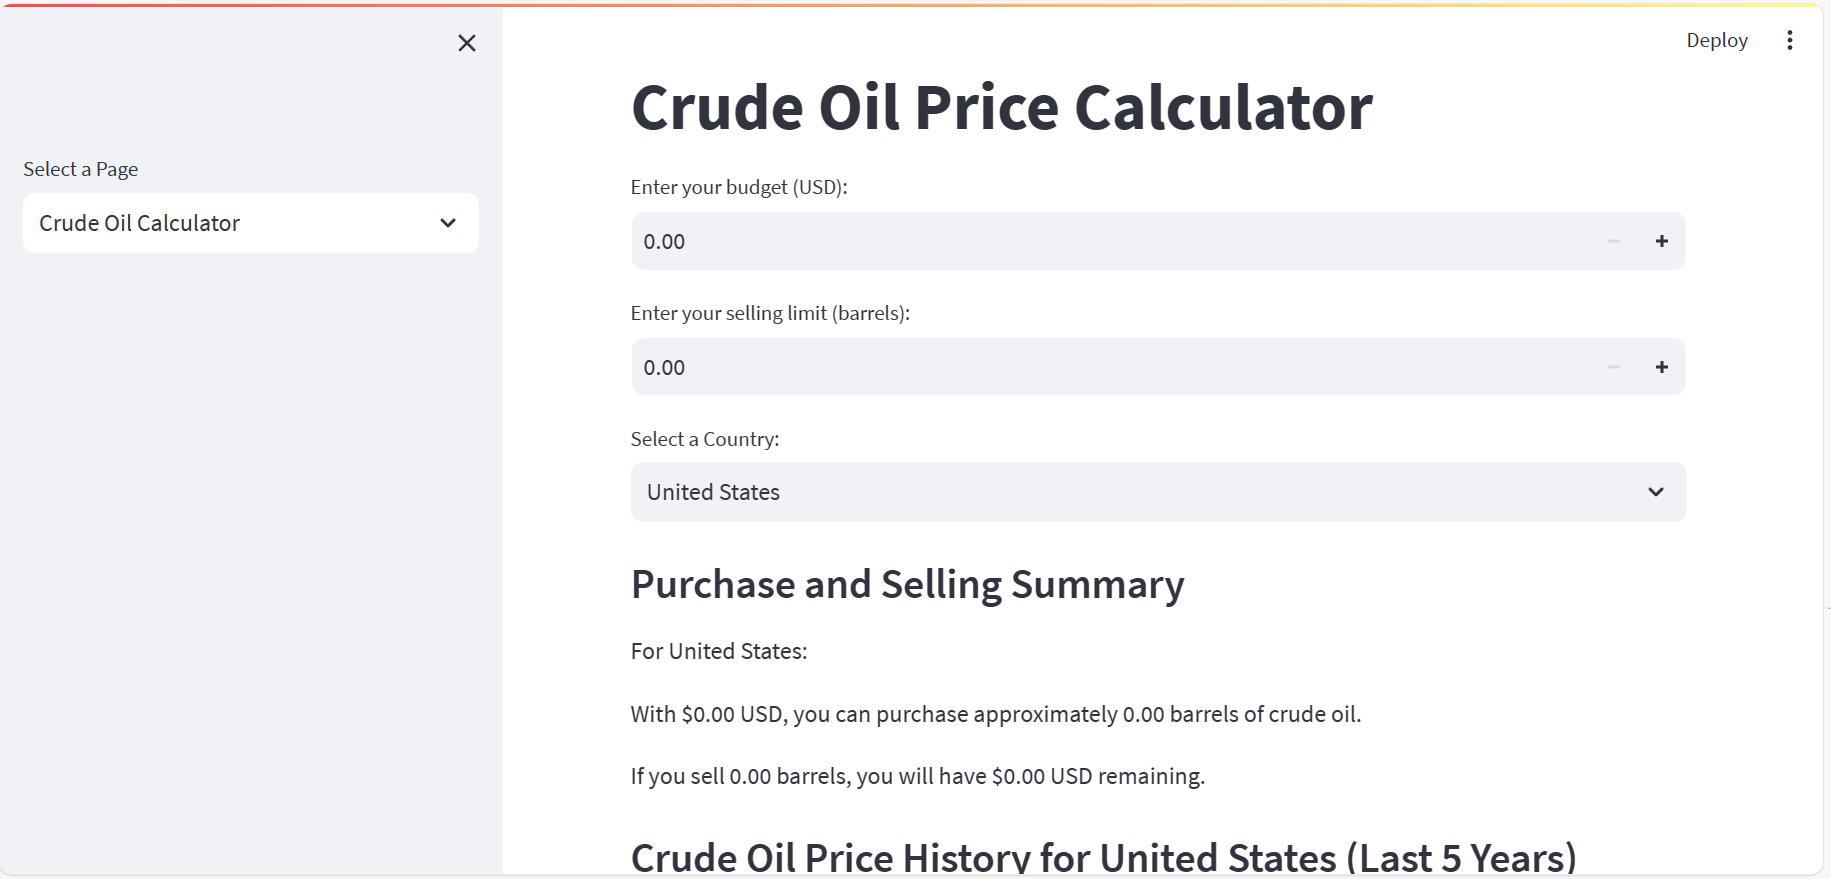 Deploy
Select a Page
Crude Oil Calculator
Crude Oil Price Calculator
Enter your budget (USD):
0.00
Enter your selling limit (barrels):
0.00
Select a Country:
United States
Purchase and Selling Summary
For United States:
With $0.00 USD, you can purchase approximately 0.00 barrels of crude oil.
If you sell 0.00 barrels, you will have $0.00 USD remaining.
Crude Oil Price History for United States (Last 5 Years)